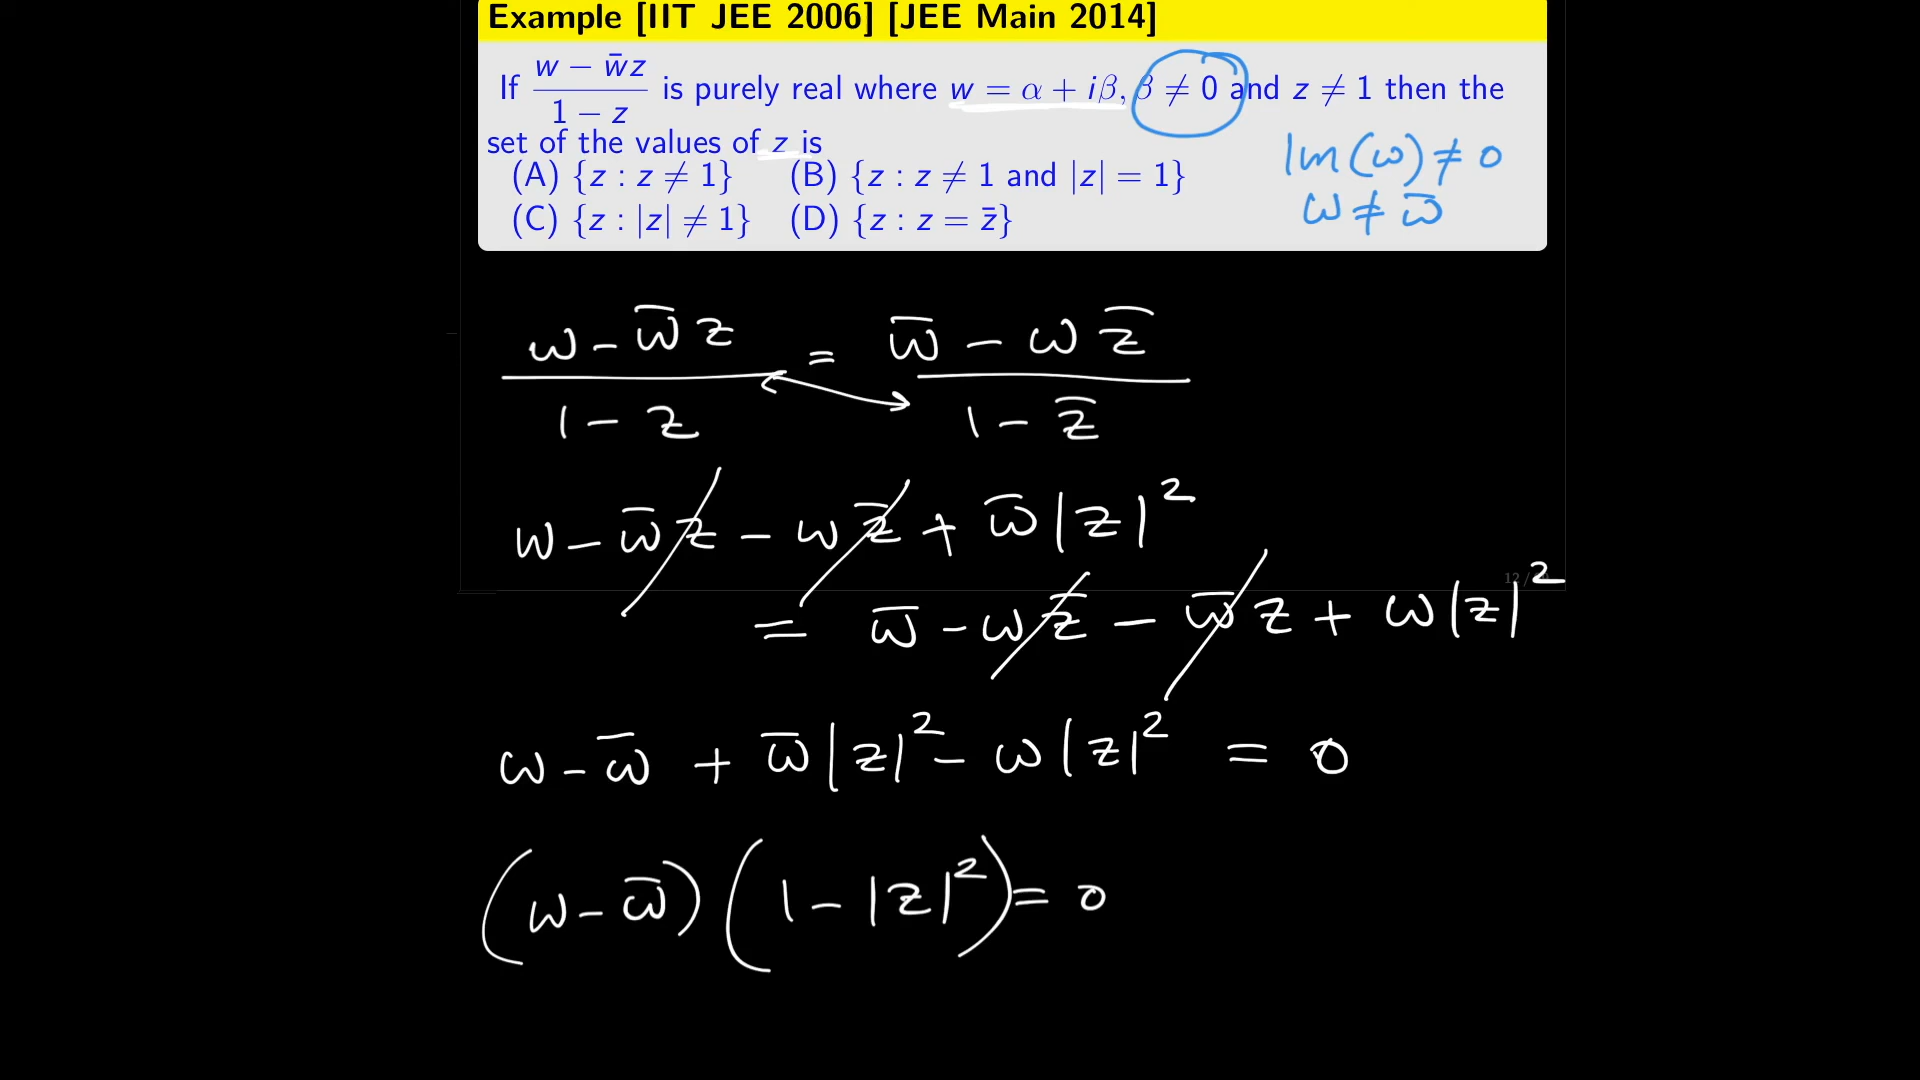 Example [IIT JEE 2006] [JEE Main 2014]
If (w − w̄z)/(1 − z) is purely real where w = α + iβ, β ≠ 0 and z ≠ 1 then the
set of the values of z is
(A) {z : z ≠ 1} (B) {z : z ≠ 1 and |z| = 1}
(C) {z : |z| ≠ 1} (D) {z : z = z̄}
Im(ω) ≠ 0
ω ≠ ω̄
(ω − ω̄z)/(1 − z) = (ω̄ − ωz̄)/(1 − z̄)
ω − ω̄z − ωz̄ + ω̄|z|²
= ω̄ − ωz̄ − ω̄z + ω|z|²
ω − ω̄ + ω̄|z|² − ω|z|² = 0
(ω − ω̄)(1 − |z|²) = 0